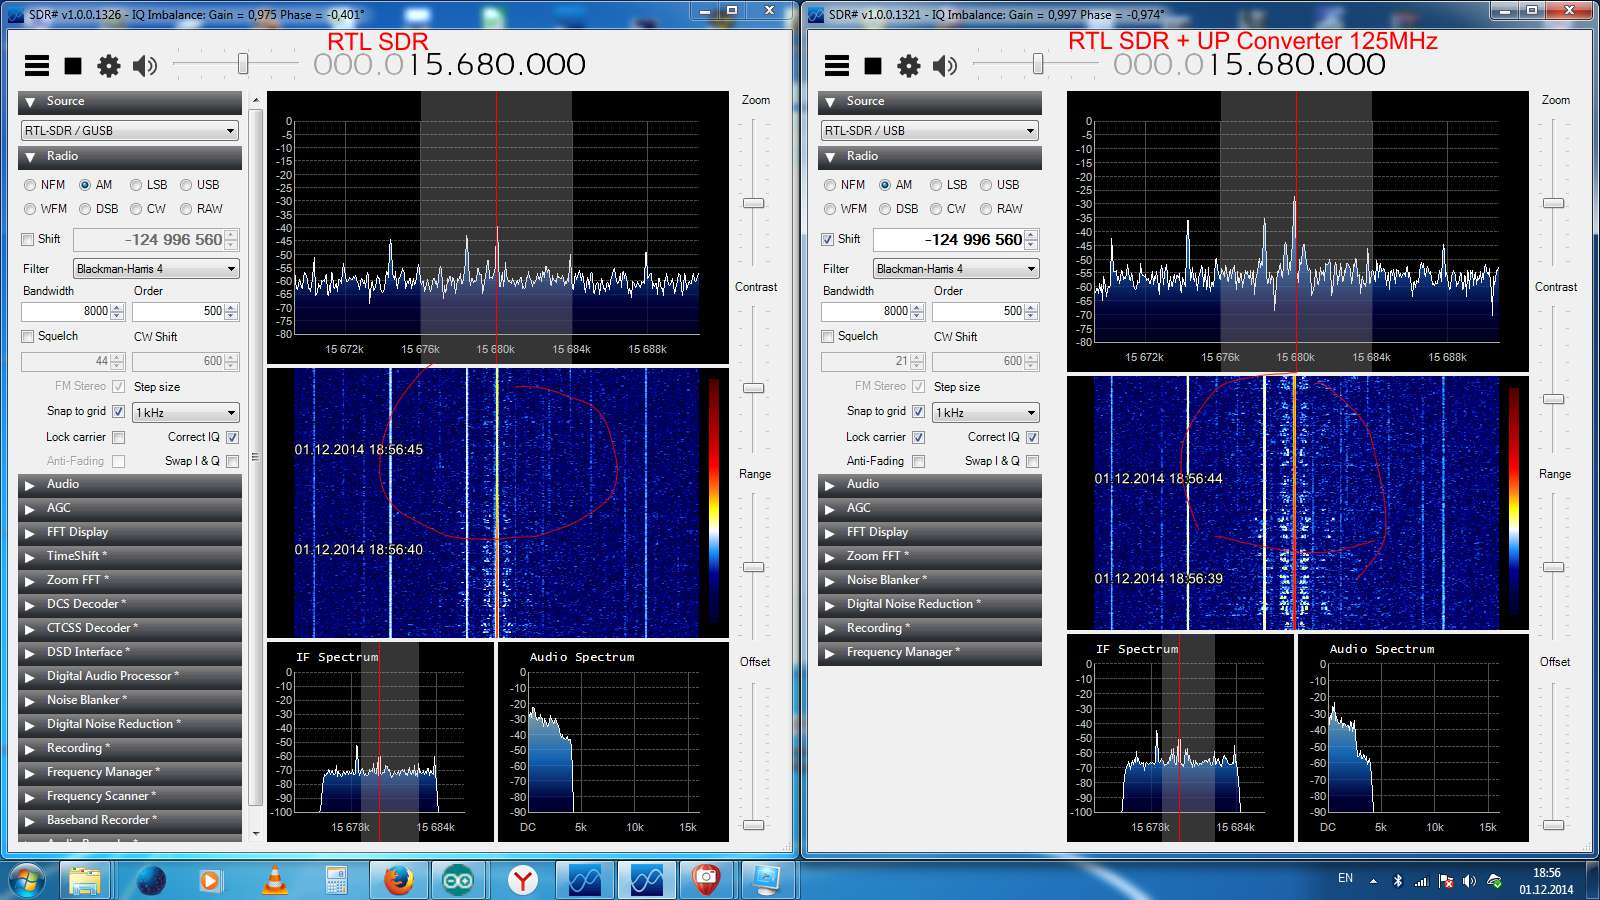 SDR# v1.0.0.1326 - IQ Imbalance: Gain = 0,975 Phase = -0,401°
RTL SDR
000.015.680.000
Source
RTL-SDR / GUSB
Radio
NFM AM LSB USB
WFM DSB CW RAW
Shift -124 996 560
Filter Blackman-Harris 4
Bandwidth Order
8000 500
Squelch CW Shift
44 600
FM Stereo Step size
Snap to grid 1 kHz
Lock carrier Correct IQ
Anti-Fading Swap I & Q
Audio
AGC
FFT Display
TimeShift *
Zoom FFT *
DCS Decoder *
CTCSS Decoder *
DSD Interface *
Digital Audio Processor *
Noise Blanker *
Digital Noise Reduction *
Recording *
Frequency Manager *
Frequency Scanner *
Baseband Recorder *
0
-5
-10
-15
-20
-25
-30
-35
-40
-45
-50
-55
-60
-65
-70
-75
-80
15 672k 15 676k 15 680k 15 684k 15 688k
01.12.2014 18:56:45
01.12.2014 18:56:40
IF Spectrum
0
-10
-20
-30
-40
-50
-60
-70
-80
-90
-100
15 678k 15 684k
Audio Spectrum
0
-10
-20
-30
-40
-50
-60
-70
-80
-90
DC 5k 10k 15k
Zoom
Contrast
Range
Offset
SDR# v1.0.0.1321 - IQ Imbalance: Gain = 0,997 Phase = -0,974°
RTL SDR + UP Converter 125MHz
000.015.680.000
Source
RTL-SDR / USB
Radio
NFM AM LSB USB
WFM DSB CW RAW
Shift -124 996 560
Filter Blackman-Harris 4
Bandwidth Order
8000 500
Squelch CW Shift
21 600
FM Stereo Step size
Snap to grid 1 kHz
Lock carrier Correct IQ
Anti-Fading Swap I & Q
Audio
AGC
FFT Display
Zoom FFT *
Noise Blanker *
Digital Noise Reduction *
Recording *
Frequency Manager *
0
-5
-10
-15
-20
-25
-30
-35
-40
-45
-50
-55
-60
-65
-70
-75
-80
15 672k 15 676k 15 680k 15 684k 15 688k
01.12.2014 18:56:44
01.12.2014 18:56:39
IF Spectrum
0
-10
-20
-30
-40
-50
-60
-70
-80
-90
15 678k 15 684k
Audio Spectrum
0
-10
-20
-30
-40
-50
-60
-70
-80
-90
DC 5k 10k 15k
Zoom
Contrast
Range
Offset
EN
18:56
01.12.2014